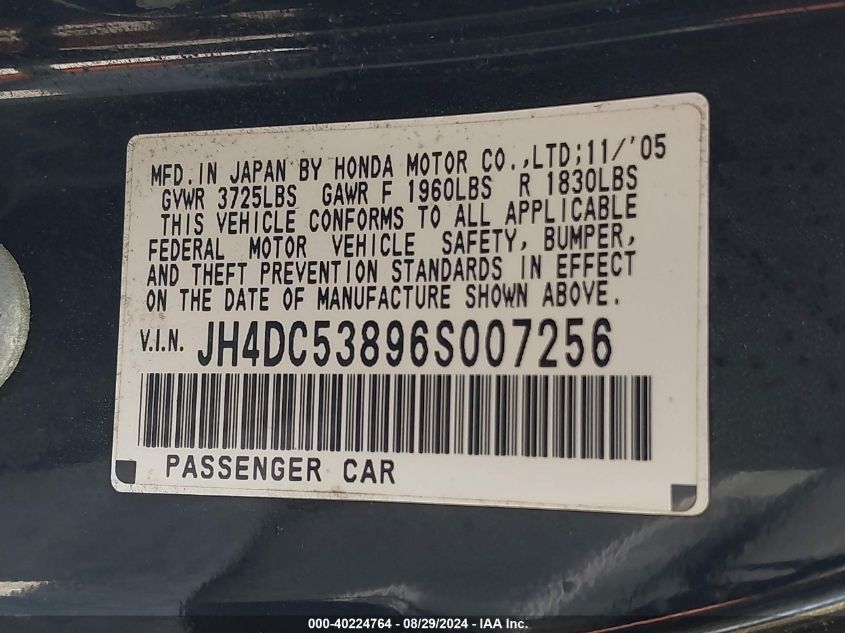 MFD. IN JAPAN BY HONDA MOTOR CO.,LTD;11/'05
GVWR 3725LBS GAWR F 1960LBS R 1830LBS
THIS VEHICLE CONFORMS TO ALL APPLICABLE
FEDERAL MOTOR VEHICLE SAFETY, BUMPER,
AND THEFT PREVENTION STANDARDS IN EFFECT
ON THE DATE OF MANUFACTURE SHOWN ABOVE.
V.I.N. JH4DC53896S007256
PASSENGER CAR
000-40224764 - 08/29/2024 - IAA Inc.